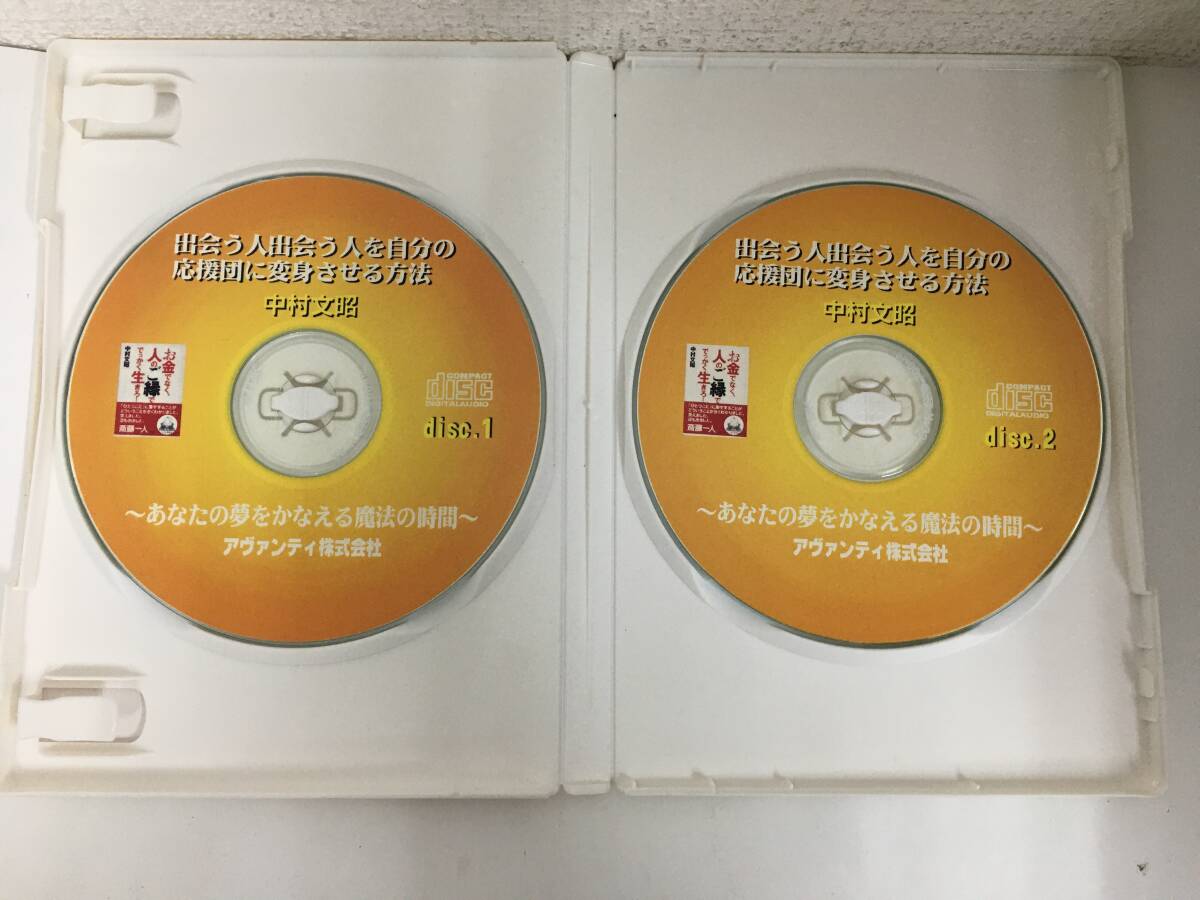 出会う人出会う人を自分の
応援団に変身させる方法
中村文昭
お金でなく、
人のご縁で
でっかく生きろ!
中村文昭
斎藤一人
COMPACT
disc
DIGITAL AUDIO
disc.1
～あなたの夢をかなえる魔法の時間～
アヴァンティ株式会社
出会う人出会う人を自分の
応援団に変身させる方法
中村文昭
お金でなく、
人のご縁で
でっかく生きろ!
中村文昭
斎藤一人
COMPACT
disc
DIGITAL AUDIO
disc.2
～あなたの夢をかなえる魔法の時間～
アヴァンティ株式会社